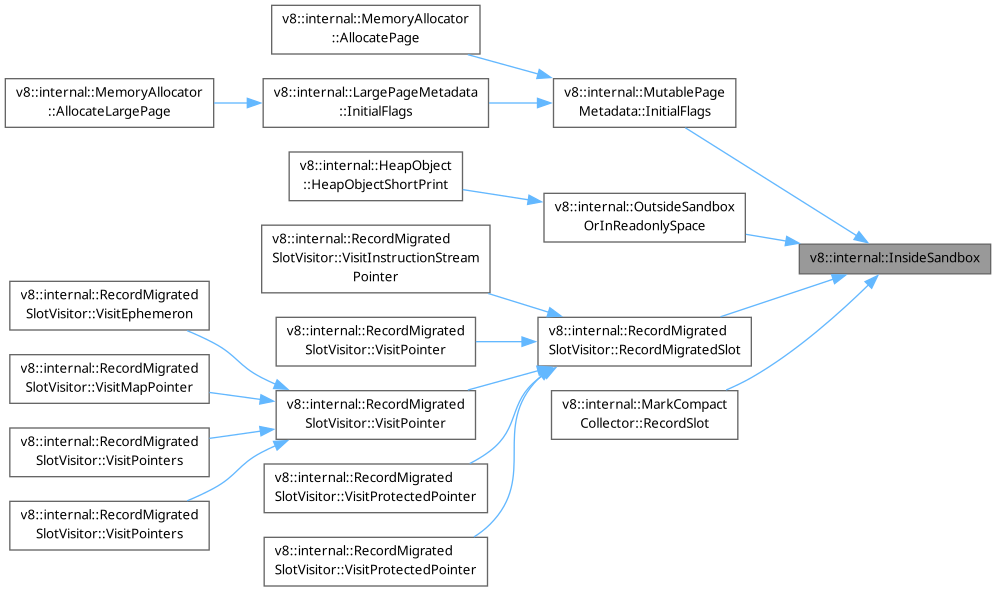 v8::internal::MemoryAllocator
::AllocatePage
v8::internal::MemoryAllocator
::AllocateLargePage
v8::internal::LargePageMetadata
::InitialFlags
v8::internal::MutablePage
Metadata::InitialFlags
v8::internal::HeapObject
::HeapObjectShortPrint
v8::internal::OutsideSandbox
OrInReadonlySpace
v8::internal::InsideSandbox
v8::internal::RecordMigrated
SlotVisitor::VisitInstructionStream
Pointer
v8::internal::RecordMigrated
SlotVisitor::VisitEphemeron
v8::internal::RecordMigrated
SlotVisitor::VisitPointer
v8::internal::RecordMigrated
SlotVisitor::RecordMigratedSlot
v8::internal::RecordMigrated
SlotVisitor::VisitMapPointer
v8::internal::RecordMigrated
SlotVisitor::VisitPointer
v8::internal::MarkCompact
Collector::RecordSlot
v8::internal::RecordMigrated
SlotVisitor::VisitPointers
v8::internal::RecordMigrated
SlotVisitor::VisitProtectedPointer
v8::internal::RecordMigrated
SlotVisitor::VisitPointers
v8::internal::RecordMigrated
SlotVisitor::VisitProtectedPointer